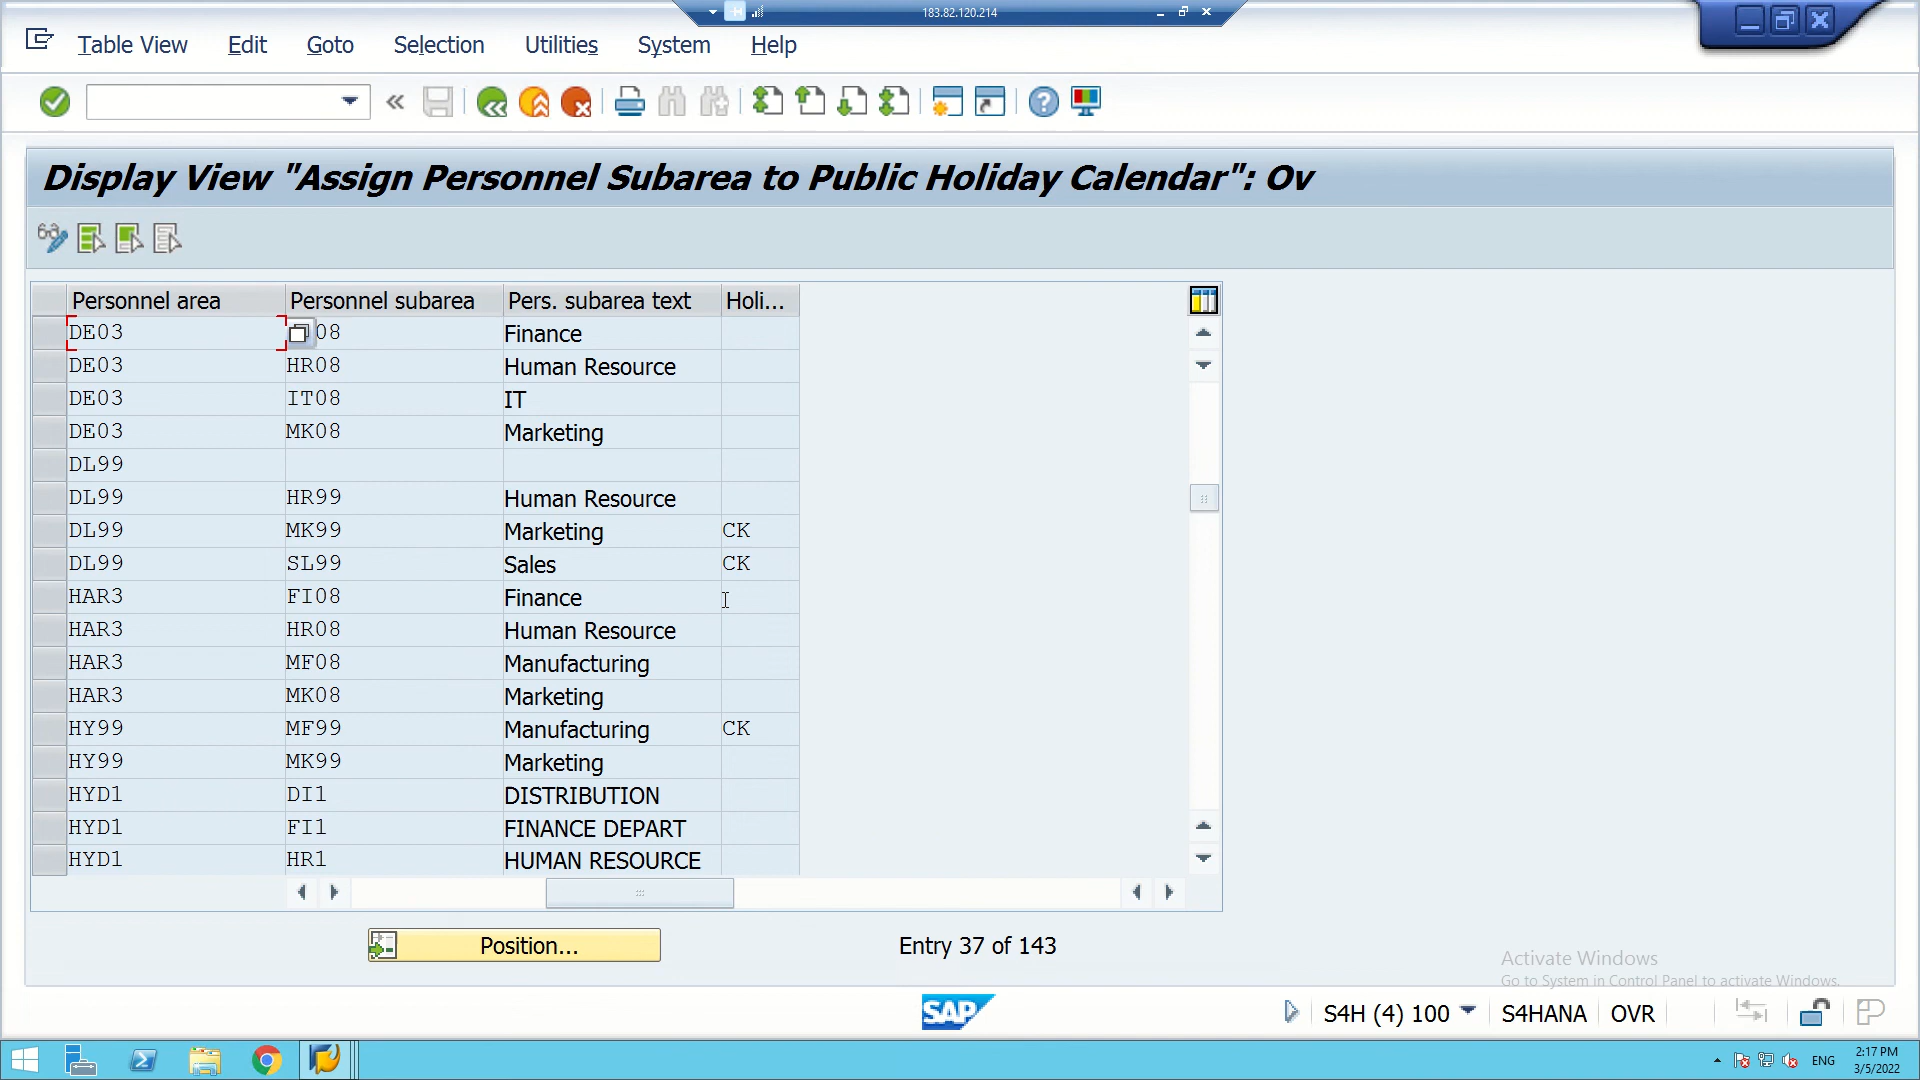 183.82.120.214
Table View Edit Goto Selection Utilities System Help
Display View "Assign Personnel Subarea to Public Holiday Calendar": Ov
Personnel area Personnel subarea Pers. subarea text Holi...
DE03 08 Finance
DE03 HR08 Human Resource
DE03 IT08 IT
DE03 MK08 Marketing
DL99
DL99 HR99 Human Resource
DL99 MK99 Marketing CK
DL99 SL99 Sales CK
HAR3 FI08 Finance
HAR3 HR08 Human Resource
HAR3 MF08 Manufacturing
HAR3 MK08 Marketing
HY99 MF99 Manufacturing CK
HY99 MK99 Marketing
HYD1 DI1 DISTRIBUTION
HYD1 FI1 FINANCE DEPART
HYD1 HR1 HUMAN RESOURCE
Position... Entry 37 of 143
Activate Windows
Go to System in Control Panel to activate Windows.
SAP S4H (4) 100 S4HANA OVR
ENG 2:17 PM
3/5/2022